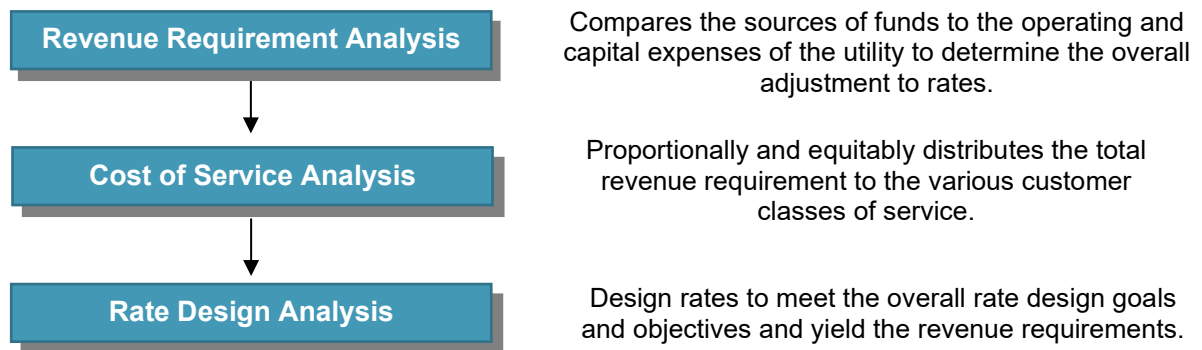 Revenue Requirement Analysis
Compares the sources of funds to the operating and
capital expenses of the utility to determine the overall
adjustment to rates.
Cost of Service Analysis
Proportionally and equitably distributes the total
revenue requirement to the various customer
classes of service.
Rate Design Analysis
Design rates to meet the overall rate design goals
and objectives and yield the revenue requirements.